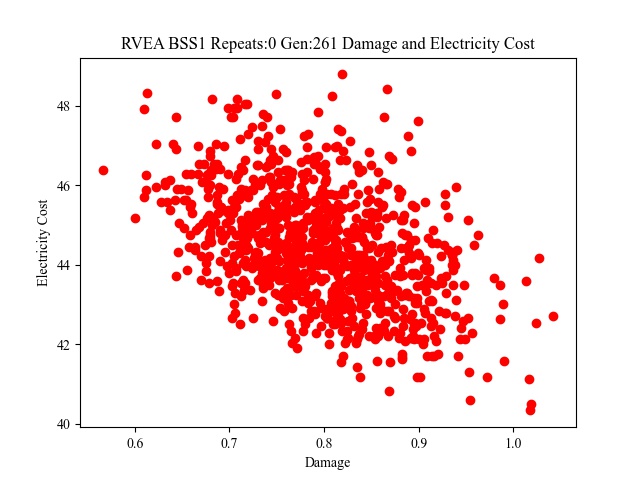 RVEA BSS1 Repeats:0 Gen:261 Damage and Electricity Cost
48
46
44
42
40
Electricity Cost
0.6 0.7 0.8 0.9 1.0
Damage